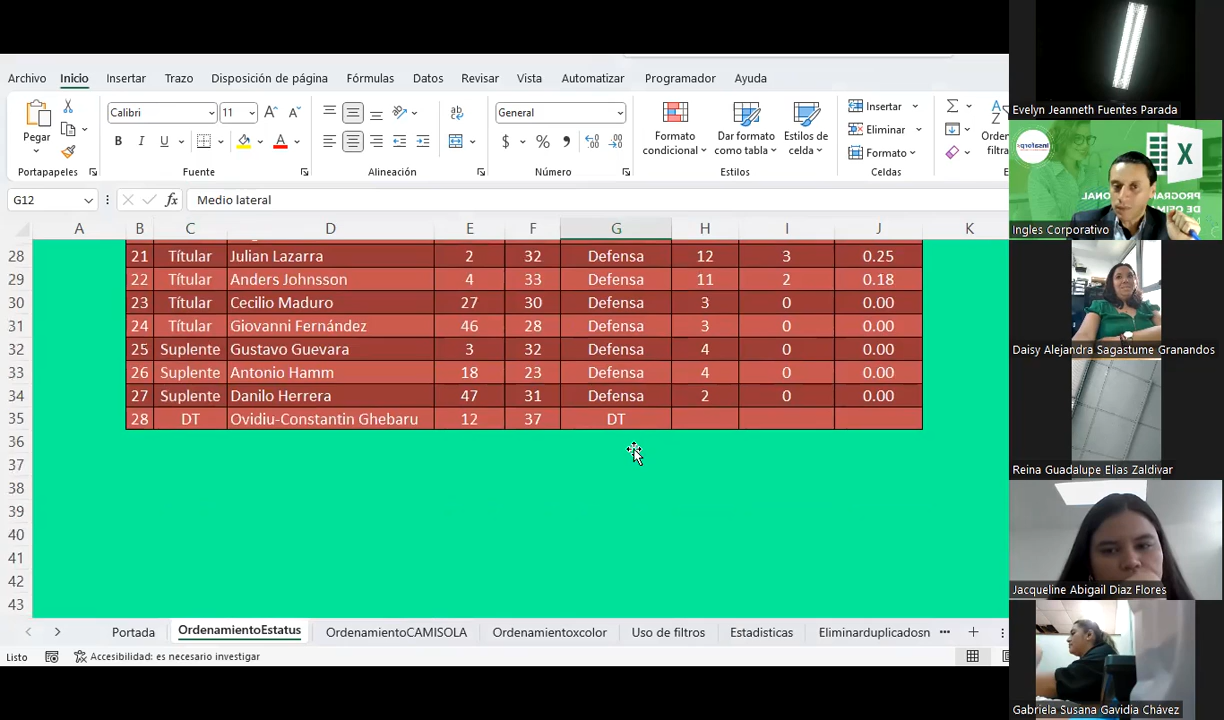 Archivo Inicio Insertar Trazo Disposición de página Fórmulas Datos Revisar Vista Automatizar Programador Ayuda
Pegar
Calibri 11
N K S
General
$ % ,
Formato condicional
Dar formato como tabla
Estilos de celda
Insertar
Eliminar
Formato
Portapapeles Fuente Alineación Número Estilos Celdas
G12 fx Medio lateral
A B C D E F G H I J K
28 21 Títular Julian Lazarra 2 32 Defensa 12 3 0.25
29 22 Títular Anders Johnsson 4 33 Defensa 11 2 0.18
30 23 Títular Cecilio Maduro 27 30 Defensa 3 0 0.00
31 24 Títular Giovanni Fernández 46 28 Defensa 3 0 0.00
32 25 Suplente Gustavo Guevara 3 32 Defensa 4 0 0.00
33 26 Suplente Antonio Hamm 18 23 Defensa 4 0 0.00
34 27 Suplente Danilo Herrera 47 31 Defensa 2 0 0.00
35 28 DT Ovidiu-Constantin Ghebaru 12 37 DT
36
37
38
39
40
41
42
43
Portada OrdenamientoEstatus OrdenamientoCAMISOLA Ordenamientoxcolor Uso de filtros Estadisticas Eliminarduplicadosn
Listo Accesibilidad: es necesario investigar
Evelyn Jeanneth Fuentes Parada
Ingles Corporativo
Daisy Alejandra Sagastume Granandos
Reina Guadalupe Elias Zaldivar
Jacqueline Abigail Diaz Flores
Gabriela Susana Gavidia Chávez